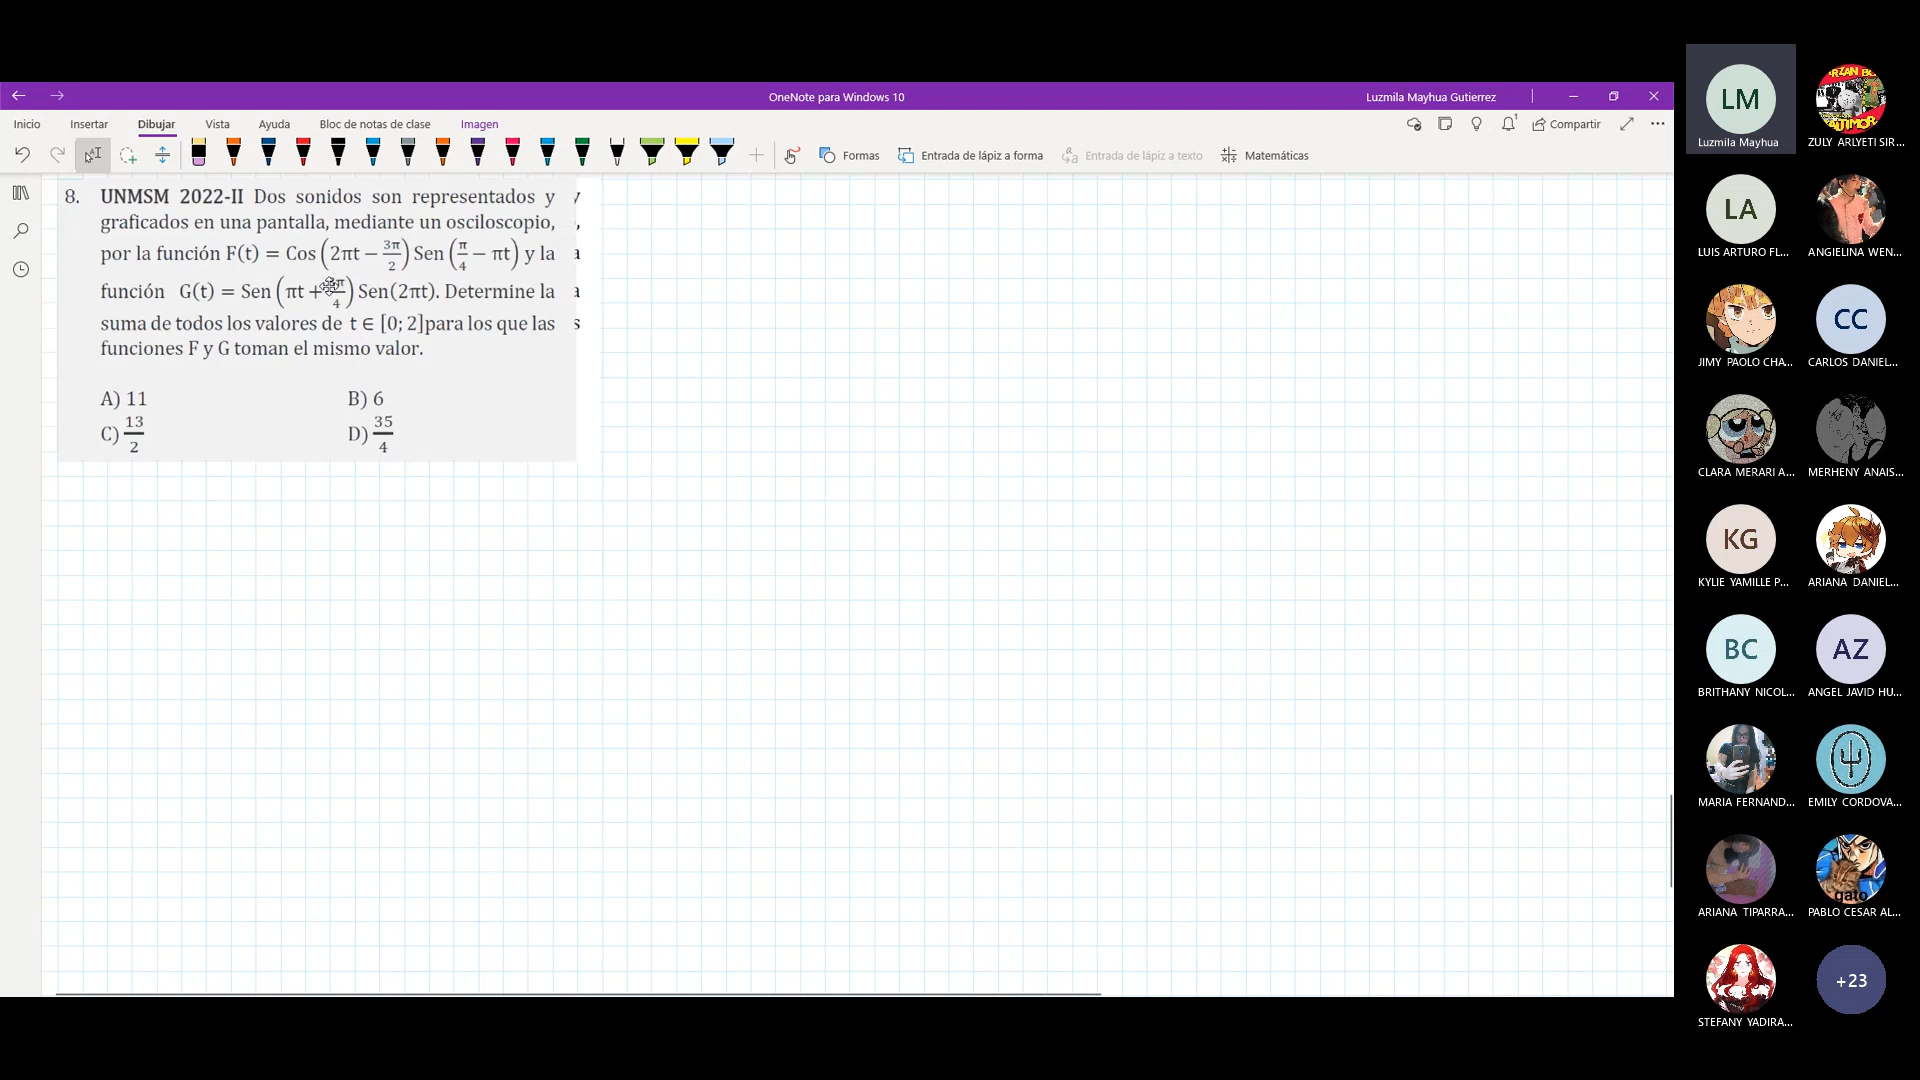 OneNote para Windows 10
Luzmila Mayhua Gutierrez
Inicio Insertar Dibujar Vista Ayuda Bloc de notas de clase Imagen
Compartir
Formas Entrada de lápiz a forma Entrada de lápiz a texto Matemáticas
8. UNMSM 2022-II Dos sonidos son representados y
graficados en una pantalla, mediante un osciloscopio,
por la función F(t) = Cos (2πt − 3π/2) Sen (π/4 − πt) y la
función G(t) = Sen (πt + π/4) Sen(2πt). Determine la
suma de todos los valores de t ∈ [0; 2]para los que las
funciones F y G toman el mismo valor.
A) 11 B) 6
C) 13/2 D) 35/4
LM
Luzmila Mayhua
ZULY ARLYETI SIR...
LA
LUIS ARTURO FL...
ANGIELINA WEN...
JIMY PAOLO CHA...
CC
CARLOS DANIEL...
CLARA MERARI A...
MERHENY ANAIS...
KG
KYLIE YAMILLE P...
ARIANA DANIEL...
BC
BRITHANY NICOL...
AZ
ANGEL JAVID HU...
MARIA FERNAND...
EMILY CORDOVA...
ARIANA TIPARRA...
gato
PABLO CESAR AL...
STEFANY YADIRA...
+23